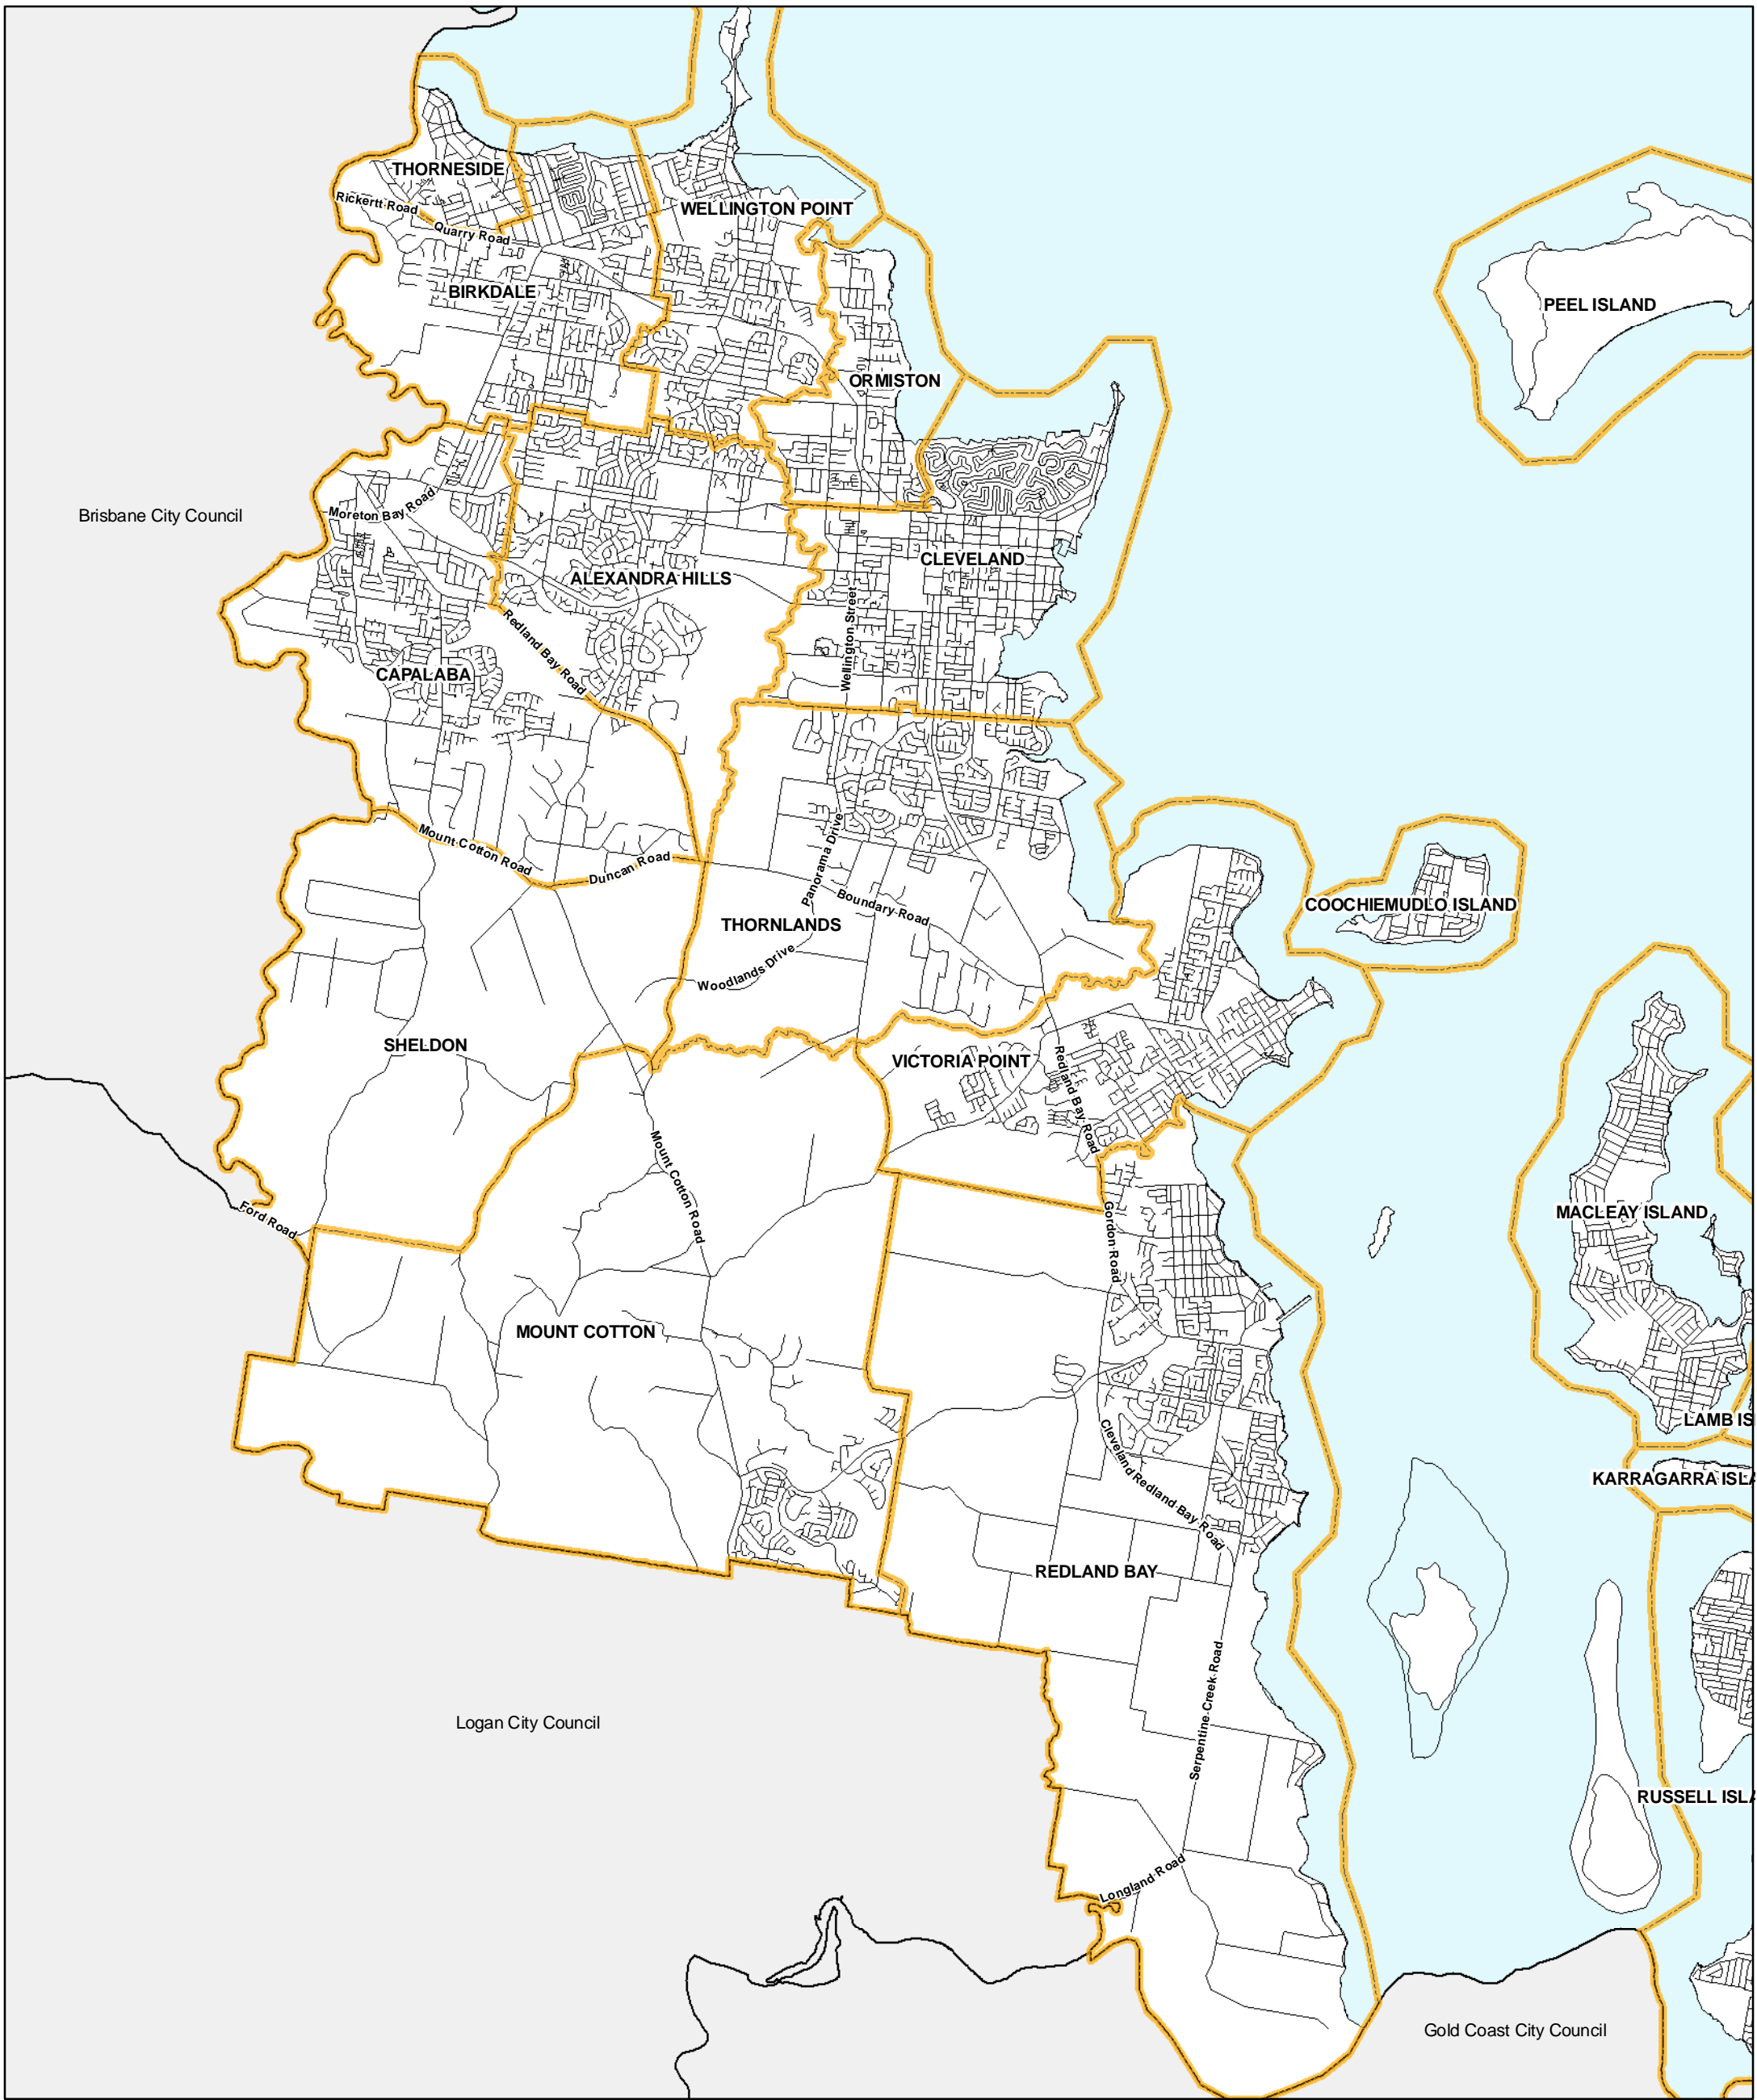 THORNESIDE
Rickertt Road
Quarry Road
WELLINGTON POINT
BIRKDALE
PEEL ISLAND
ORMISTON
Brisbane City Council
Moreton Bay Road
CLEVELAND
ALEXANDRA HILLS
Wellington Street
Redland Bay Road
CAPALABA
Mount Cotton Road
Duncan Road
Panorama Drive
Boundary Road
COOCHIEMUDLO ISLAND
THORNLANDS
Woodlands Drive
SHELDON
VICTORIA POINT
Redland Bay Road
Mount Cotton Road
Ford Road
Gordon Road
MACLEAY ISLAND
MOUNT COTTON
LAMB IS
Cleveland Redland Bay Road
KARRAGARRA ISLA
REDLAND BAY
Serpentine Creek Road
Logan City Council
RUSSELL ISLA
Longland Road
Gold Coast City Council